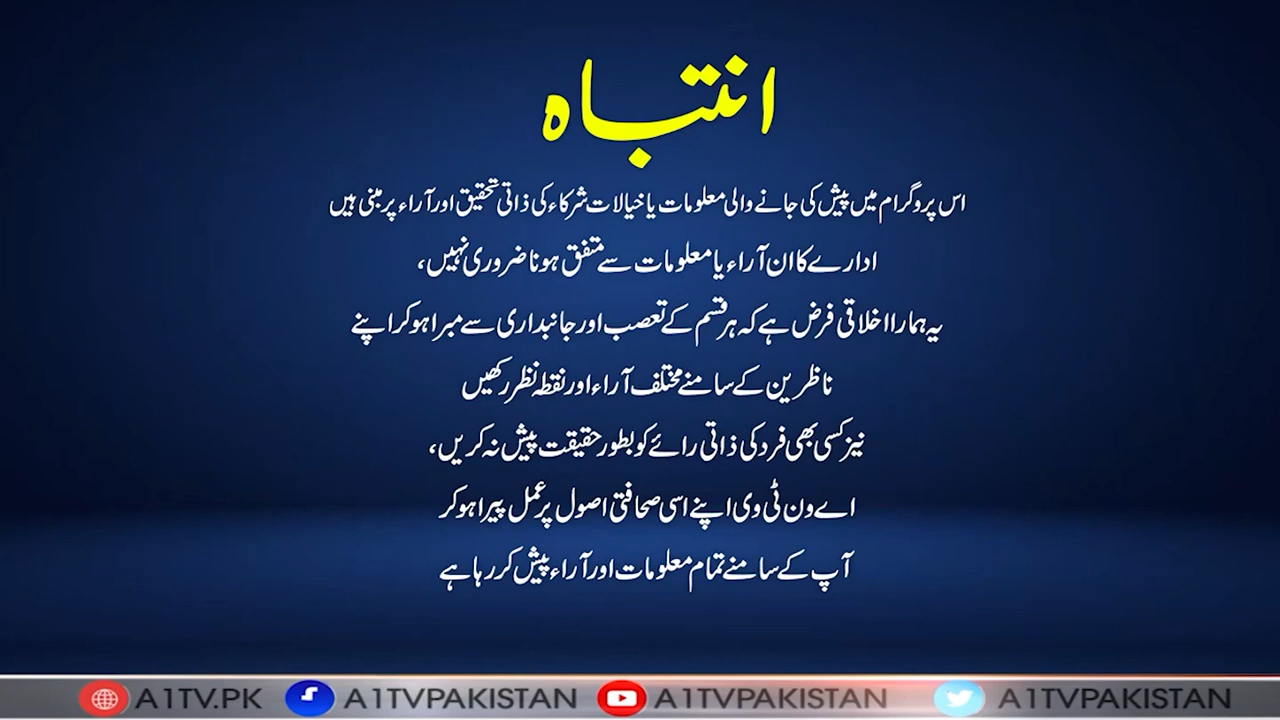 انتباہ
اس پروگرام میں پیش کی جانے والی معلومات یا خیالات شرکاء کی ذاتی تحقیق اور آراء پر مبنی ہیں
ادارے کا ان آراء یا معلومات سے متفق ہونا ضروری نہیں،
یہ ہمارا اخلاقی فرض ہے کہ ہر قسم کے تعصب اور جانبداری سے مبرا ہو کر اپنے
ناظرین کے سامنے مختلف آراء اور نقطہ نظر رکھیں
نیز کسی بھی فرد کی ذاتی رائے کو بطور حقیقت پیش نہ کریں،
اے ون ٹی وی اپنے اسی صحافتی اصول پر عمل پیرا ہو کر
آپ کے سامنے تمام معلومات اور آراء پیش کر رہا ہے
A1TV.PK A1TVPAKISTAN A1TVPAKISTAN A1TVPAKISTAN